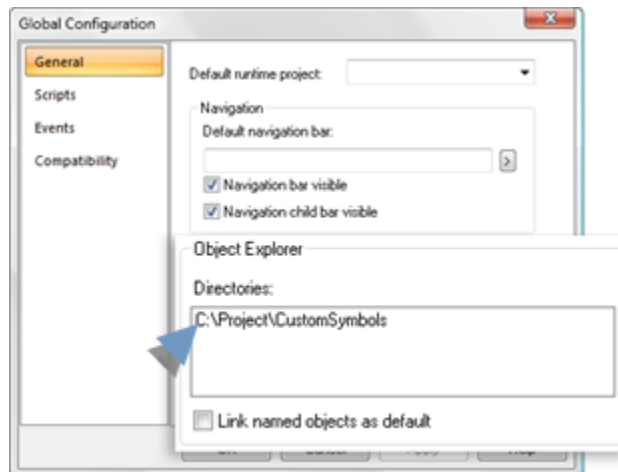 Global Configuration
General
Scripts
Events
Compatibility
Default runtime project:
Navigation
Default navigation bar:
>
Navigation bar visible
Navigation child bar visible
Object Explorer
Directories:
C:\Project\CustomSymbols
Link named objects as default